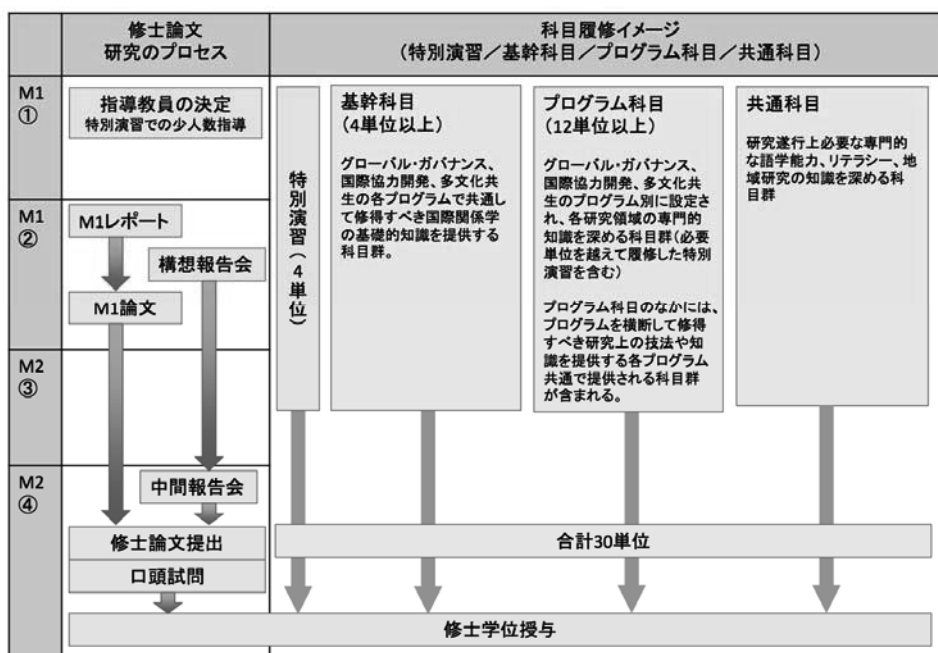 修士論文
研究のプロセス
科目履修イメージ
(特別演習/基幹科目/プログラム科目/共通科目)
M1
①
指導教員の決定
特別演習での少人数指導
M1
②
M1レポート
構想報告会
M1論文
M2
③
M2
④
中間報告会
修士論文提出
口頭試問
特別演習(4単位)
基幹科目
(4単位以上)
グローバル・ガバナンス、
国際協力開発、多文化共
生の各プログラムで共通し
て修得すべき国際関係学
の基礎的知識を提供する
科目群。
プログラム科目
(12単位以上)
グローバル・ガバナンス、
国際協力開発、多文化共
生のプログラム別に設定さ
れ、各研究領域の専門的
知識を深める科目群(必要
単位を越えて履修した特別
演習を含む)
プログラム科目のなかには、
プログラムを横断して修得
すべき研究上の技法や知
識を提供する各プログラム
共通で提供される科目群
が含まれる。
共通科目
研究遂行上必要な専門的
な語学能力、リテラシー、地
域研究の知識を深める科
目群
合計30単位
修士学位授与